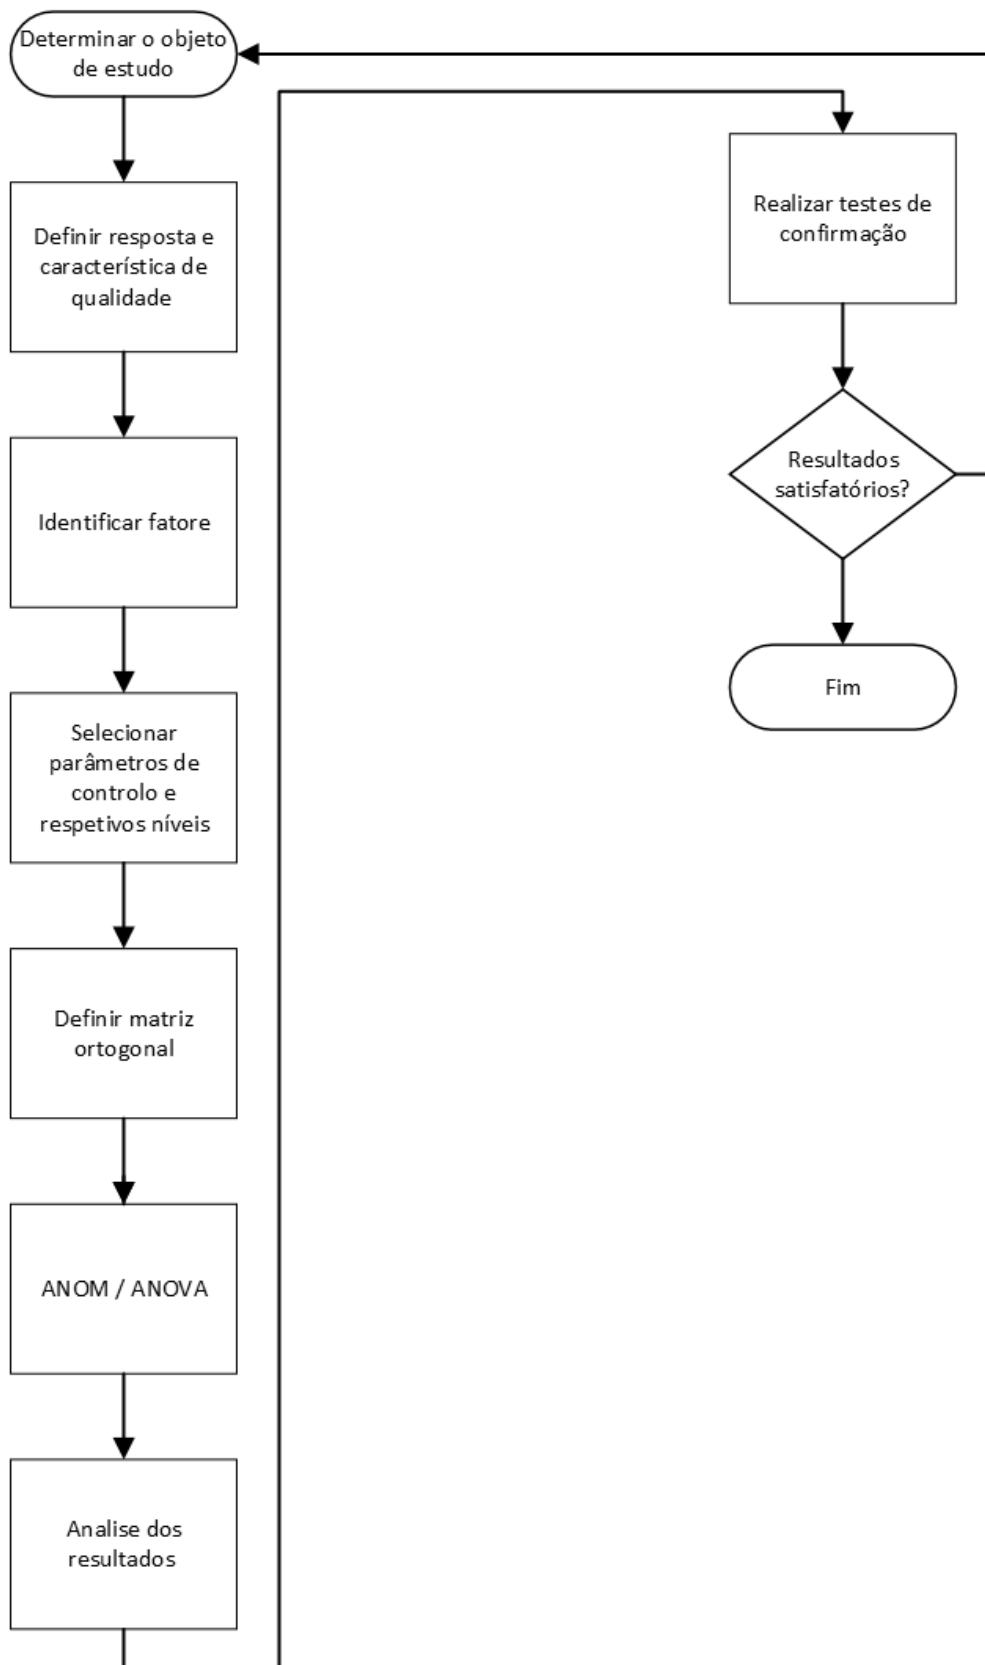 Determinar o objeto
de estudo
Definir resposta e
característica de
qualidade
Identificar fatore
Selecionar
parâmetros de
controlo e
respetivos níveis
Definir matriz
ortogonal
ANOM / ANOVA
Analise dos
resultados
Realizar testes de
confirmação
Resultados
satisfatórios?
Fim